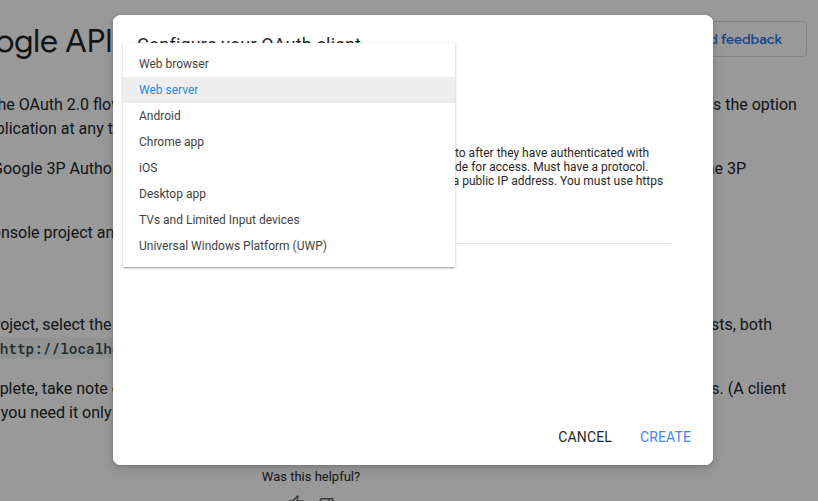 ogle API
d feedback
Configure your OAuth client
Web browser
Web server
Android
Chrome app
iOS
Desktop app
TVs and Limited Input devices
Universal Windows Platform (UWP)
to after they have authenticated with
de for access. Must have a protocol.
a public IP address. You must use https
CANCEL
CREATE
he OAuth 2.0 flo
s the option
plication at any t
Google 3P Autho
e 3P
onsole project an
roject, select the
sts, both
http://localh
plete, take note
s. (A client
you need it only
Was this helpful?